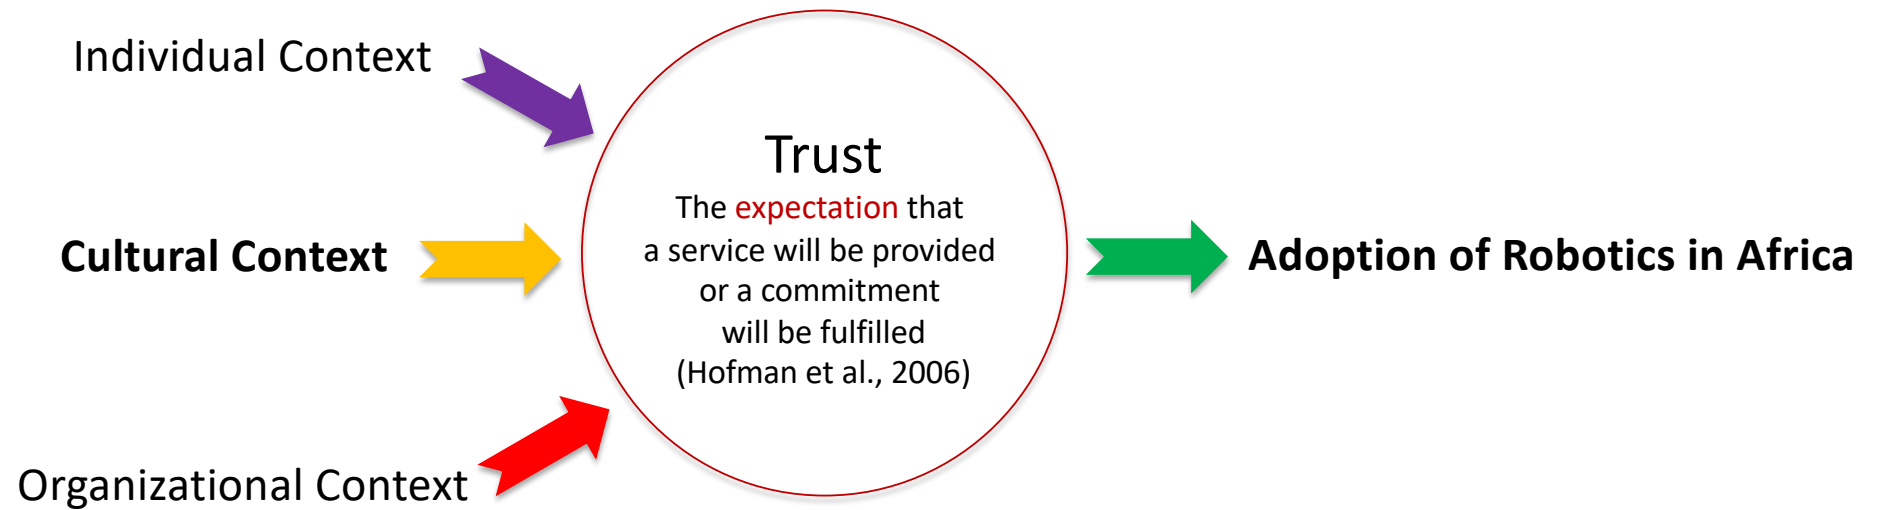 Individual Context
Trust
The expectation that
a service will be provided
or a commitment
will be fulfilled
(Hofman et al., 2006)
Cultural Context
Adoption of Robotics in Africa
Organizational Context